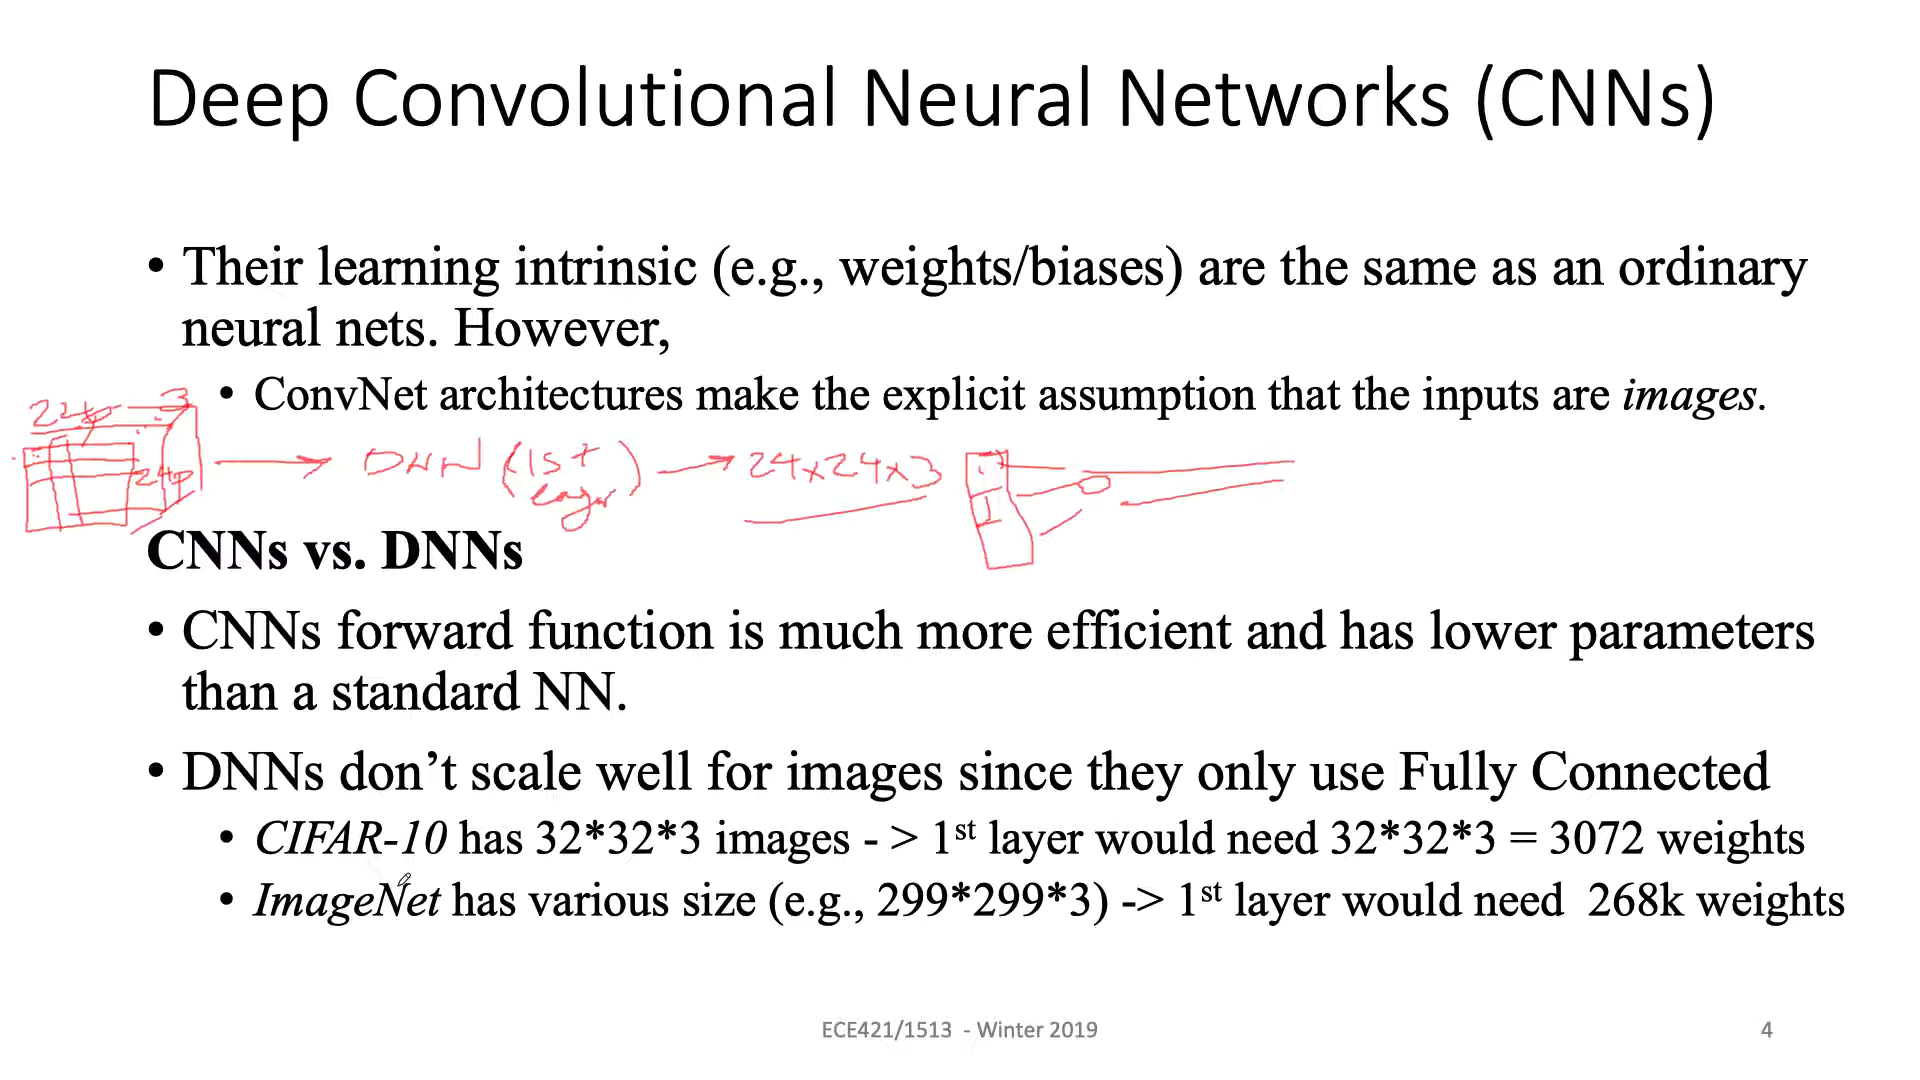 Deep Convolutional Neural Networks (CNNs)
• Their learning intrinsic (e.g., weights/biases) are the same as an ordinary
neural nets. However,
• ConvNet architectures make the explicit assumption that the inputs are images.
24p 3
24p → DNN (1st layer) → 24x24x3
CNNs vs. DNNs
• CNNs forward function is much more efficient and has lower parameters
than a standard NN.
• DNNs don’t scale well for images since they only use Fully Connected
• CIFAR-10 has 32*32*3 images - > 1st layer would need 32*32*3 = 3072 weights
• ImageNet has various size (e.g., 299*299*3) -> 1st layer would need 268k weights
ECE421/1513 - Winter 2019
4